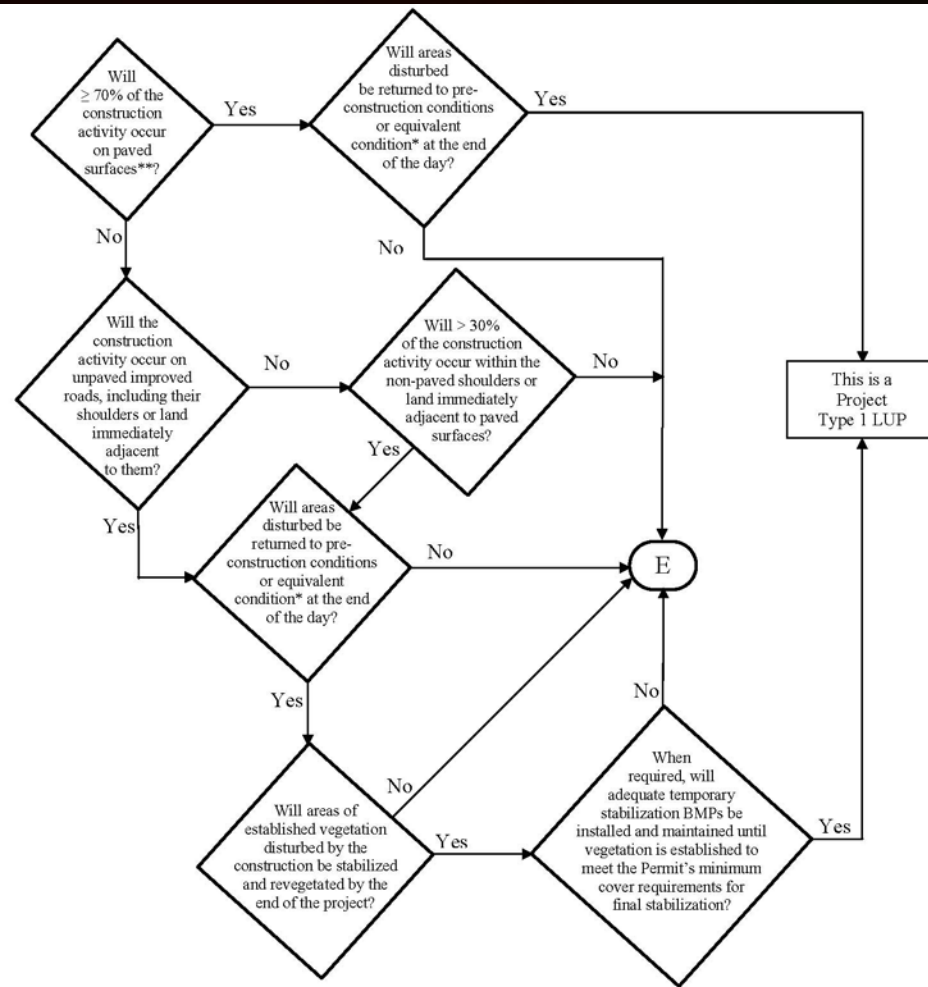 Will
≥ 70% of the
construction
activity occur
on paved
surfaces**?
Yes
Will areas
disturbed
be returned to pre-
construction conditions
or equivalent
condition* at the end
of the day?
Yes
No
No
Will the
construction
activity occur on
unpaved improved
roads, including their
shoulders or land
immediately
adjacent
to them?
No
Will > 30%
of the construction
activity occur within the
non-paved shoulders or
land immediately
adjacent to paved
surfaces?
No
This is a
Project
Type 1 LUP
Yes
Yes
Will areas
disturbed be
returned to pre-
construction conditions
or equivalent
condition* at the end
of the day?
No
E
Yes
No
No
Will areas of
established vegetation
disturbed by the
construction be stabilized
and revegetated by the
end of the project?
Yes
When
required, will
adequate temporary
stabilization BMPs be
installed and maintained until
vegetation is established to
meet the Permit's minimum
cover requirements for
final stabilization?
Yes